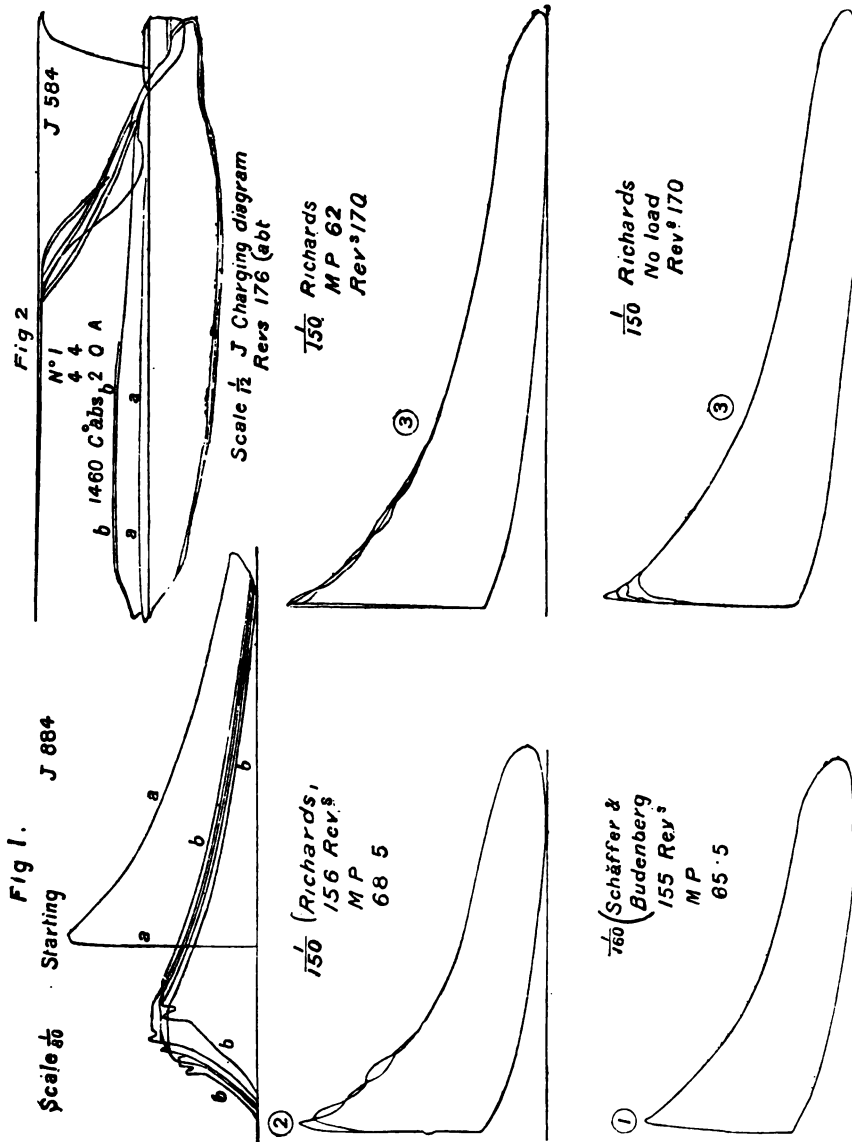 Fig 1.
Scale 1/80 Starting J 884
a
a
b
b
b
b
Fig 2
J 584
No 1
4 4
b 1460 C° abs, 2 0 A
b
a
a
Scale 1/12 J Charging diagram
Revs 176 (abt
②
1/150 (Richards,
156 Revs
M P
68 5
③
1/150 Richards
M P 62
Revs 170
①
1/160 (Schäffer &
Budenberg
155 Revs
M P
65·5
③
1/150 Richards
No load
Revs 170